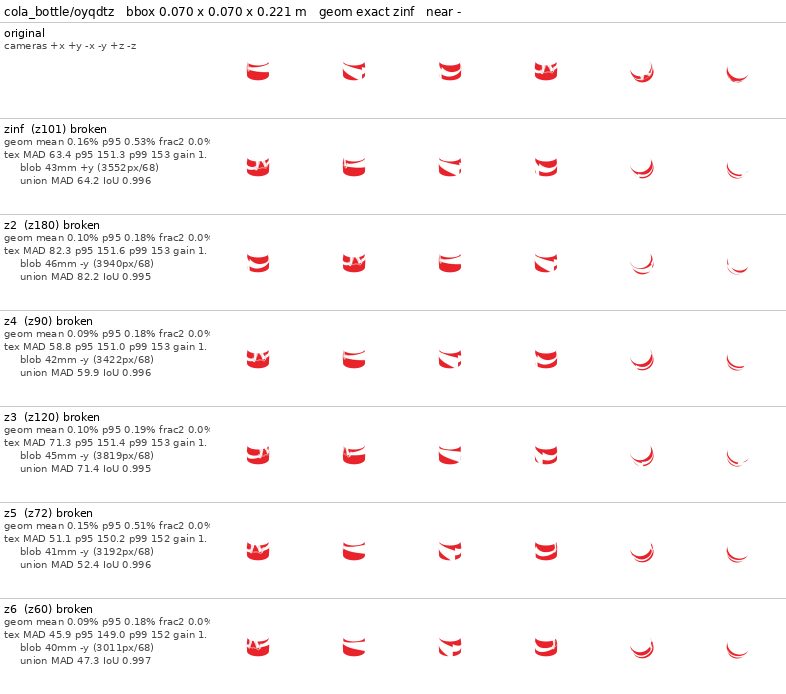 cola_bottle/oyqdtz bbox 0.070 x 0.070 x 0.221 m geom exact zinf near -
original
cameras +x +y -x -y +z -z
zinf (z101) broken
geom mean 0.16% p95 0.53% frac2 0.0%
tex MAD 63.4 p95 151.3 p99 153 gain 1.
blob 43mm +y (3552px/68)
union MAD 64.2 IoU 0.996
z2 (z180) broken
geom mean 0.10% p95 0.18% frac2 0.0%
tex MAD 82.3 p95 151.6 p99 153 gain 1.
blob 46mm -y (3940px/68)
union MAD 82.2 IoU 0.995
z4 (z90) broken
geom mean 0.09% p95 0.18% frac2 0.0%
tex MAD 58.8 p95 151.0 p99 153 gain 1.
blob 42mm -y (3422px/68)
union MAD 59.9 IoU 0.996
z3 (z120) broken
geom mean 0.10% p95 0.19% frac2 0.0%
tex MAD 71.3 p95 151.4 p99 153 gain 1.
blob 45mm -y (3819px/68)
union MAD 71.4 IoU 0.995
z5 (z72) broken
geom mean 0.15% p95 0.51% frac2 0.0%
tex MAD 51.1 p95 150.2 p99 152 gain 1.
blob 41mm -y (3192px/68)
union MAD 52.4 IoU 0.996
z6 (z60) broken
geom mean 0.09% p95 0.18% frac2 0.0%
tex MAD 45.9 p95 149.0 p99 152 gain 1.
blob 40mm -y (3011px/68)
union MAD 47.3 IoU 0.997